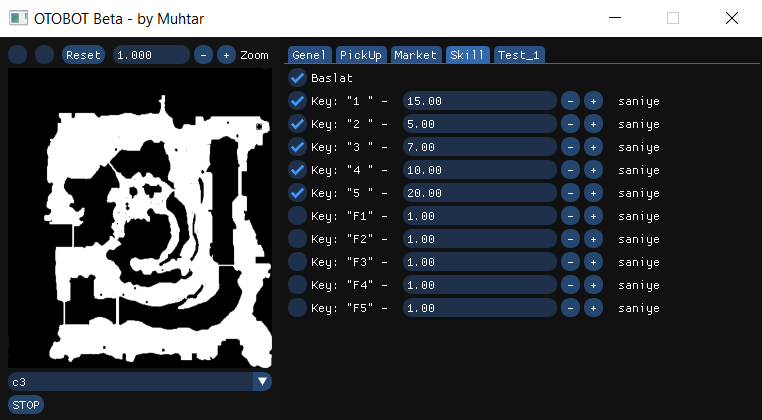 OTOBOT Beta - by Muhtar
Reset 1.000 - + Zoom
Genel PickUp Market Skill Test_1
Baslat
Key: "1 " - 15.00 - + saniye
Key: "2 " - 5.00 - + saniye
Key: "3 " - 7.00 - + saniye
Key: "4 " - 10.00 - + saniye
Key: "5 " - 20.00 - + saniye
Key: "F1" - 1.00 - + saniye
Key: "F2" - 1.00 - + saniye
Key: "F3" - 1.00 - + saniye
Key: "F4" - 1.00 - + saniye
Key: "F5" - 1.00 - + saniye
c3
STOP